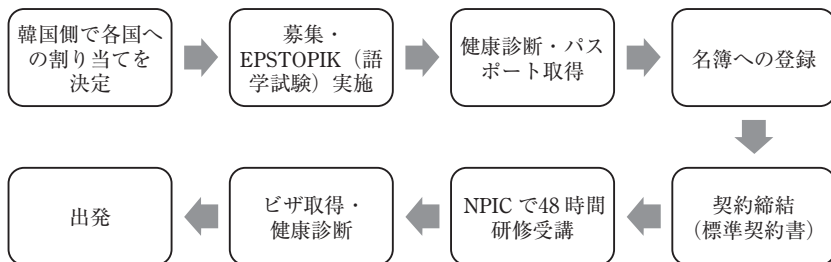 韓国側で各国へ
の割り当てを
決定
募集・
EPSTOPIK（語
学試験）実施
健康診断・パス
ポート取得
名簿への登録
契約締結
（標準契約書）
NPIC で48 時間
研修受講
ビザ取得・
健康診断
出発